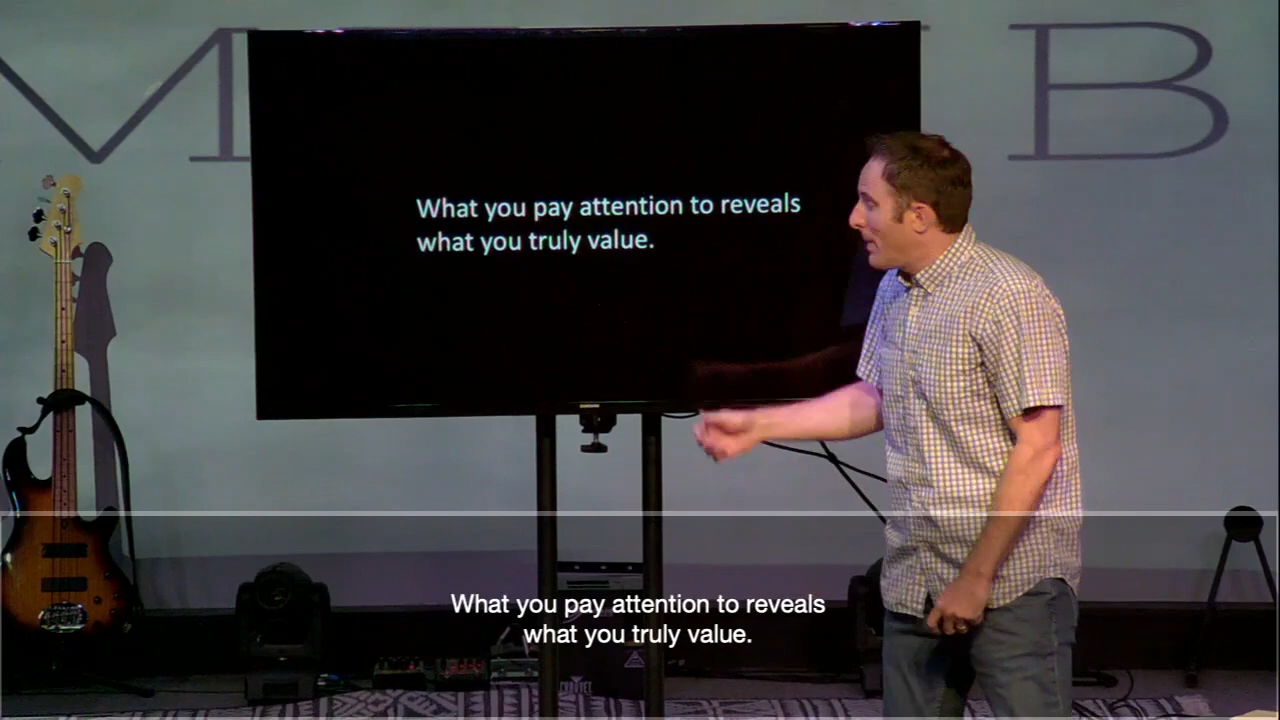 M B
What you pay attention to reveals
what you truly value.
What you pay attention to reveals
what you truly value.
CHAUVET